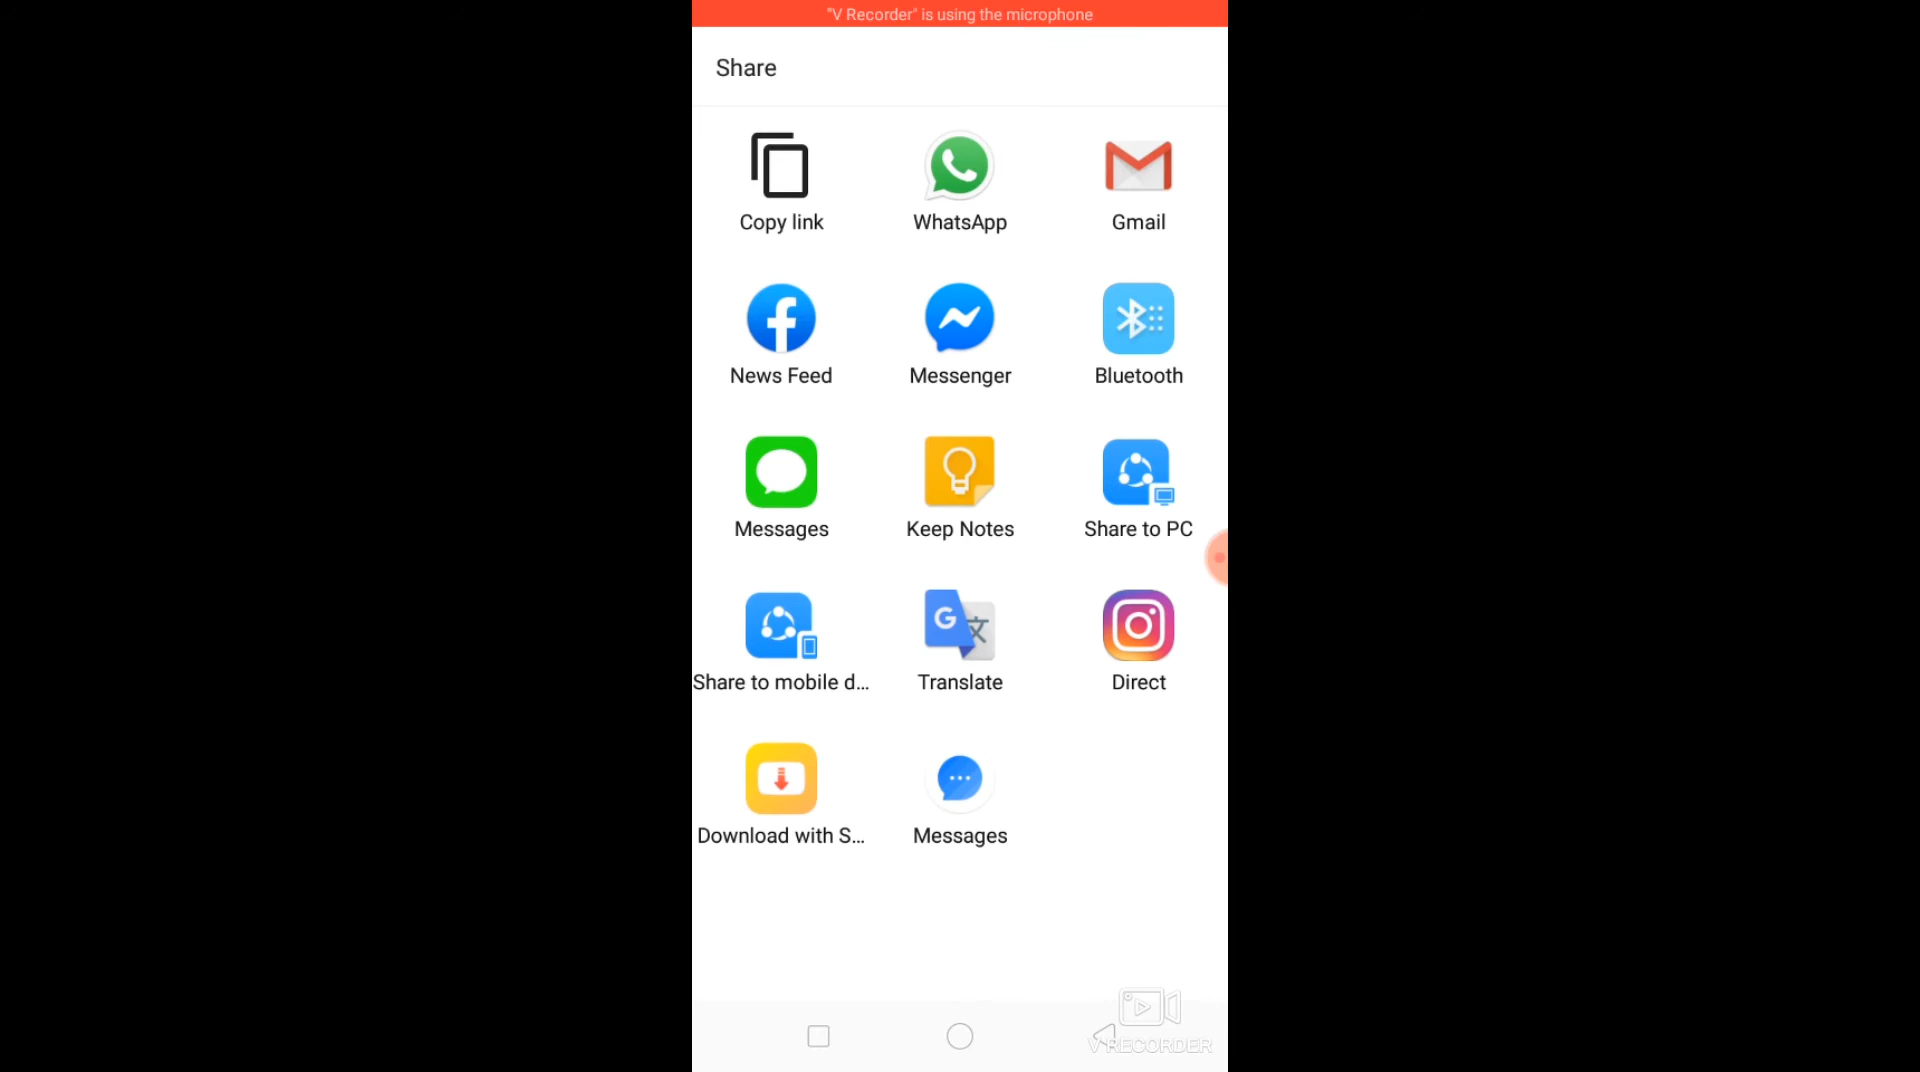 "V Recorder" is using the microphone
Share
Copy link
WhatsApp
Gmail
News Feed
Messenger
Bluetooth
Messages
Keep Notes
Share to PC
Share to mobile d...
G 文
Translate
Direct
Download with S...
Messages
V RECORDER